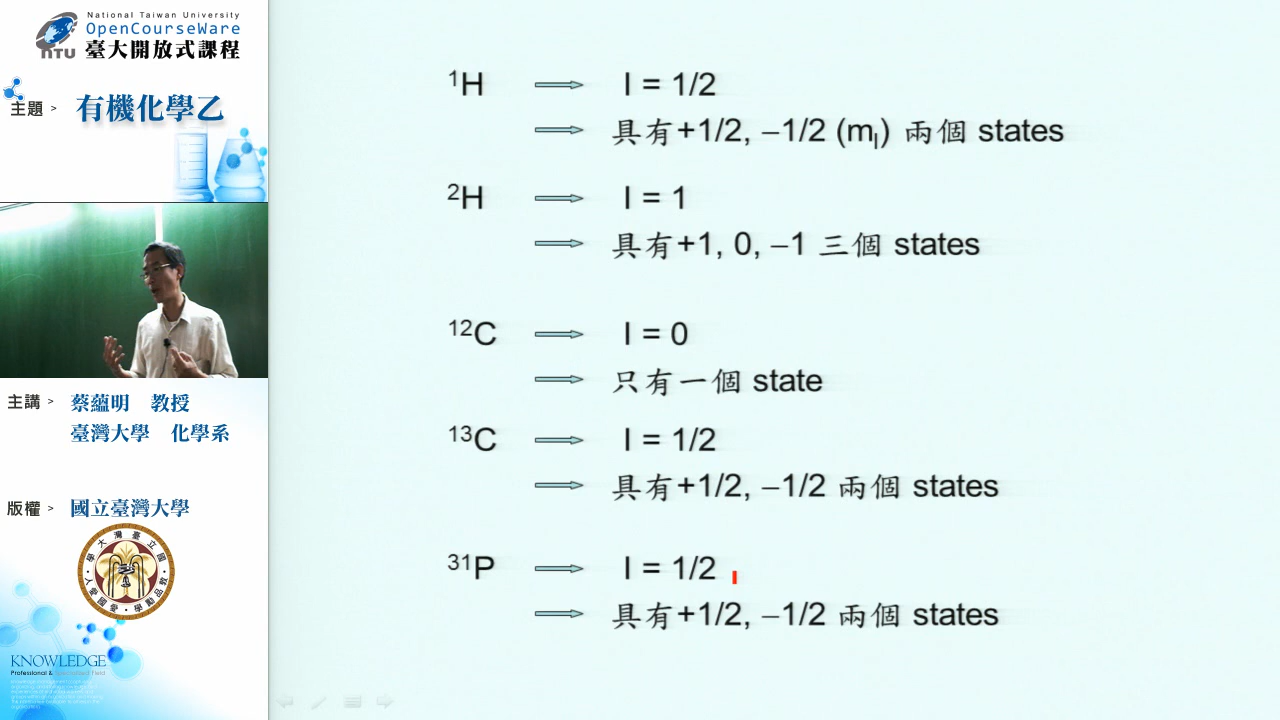 National Taiwan University
OpenCourseWare
NTU 臺大開放式課程
主題 > 有機化學乙
主講 > 蔡蘊明 教授
臺灣大學 化學系
版權 > 國立臺灣大學
KNOWLEDGE
¹H → I = 1/2
→ 具有+1/2, –1/2 (mI) 兩個 states
²H → I = 1
→ 具有+1, 0, –1 三個 states
¹²C → I = 0
→ 只有一個 state
¹³C → I = 1/2
→ 具有+1/2, –1/2 兩個 states
³¹P → I = 1/2
→ 具有+1/2, –1/2 兩個 states